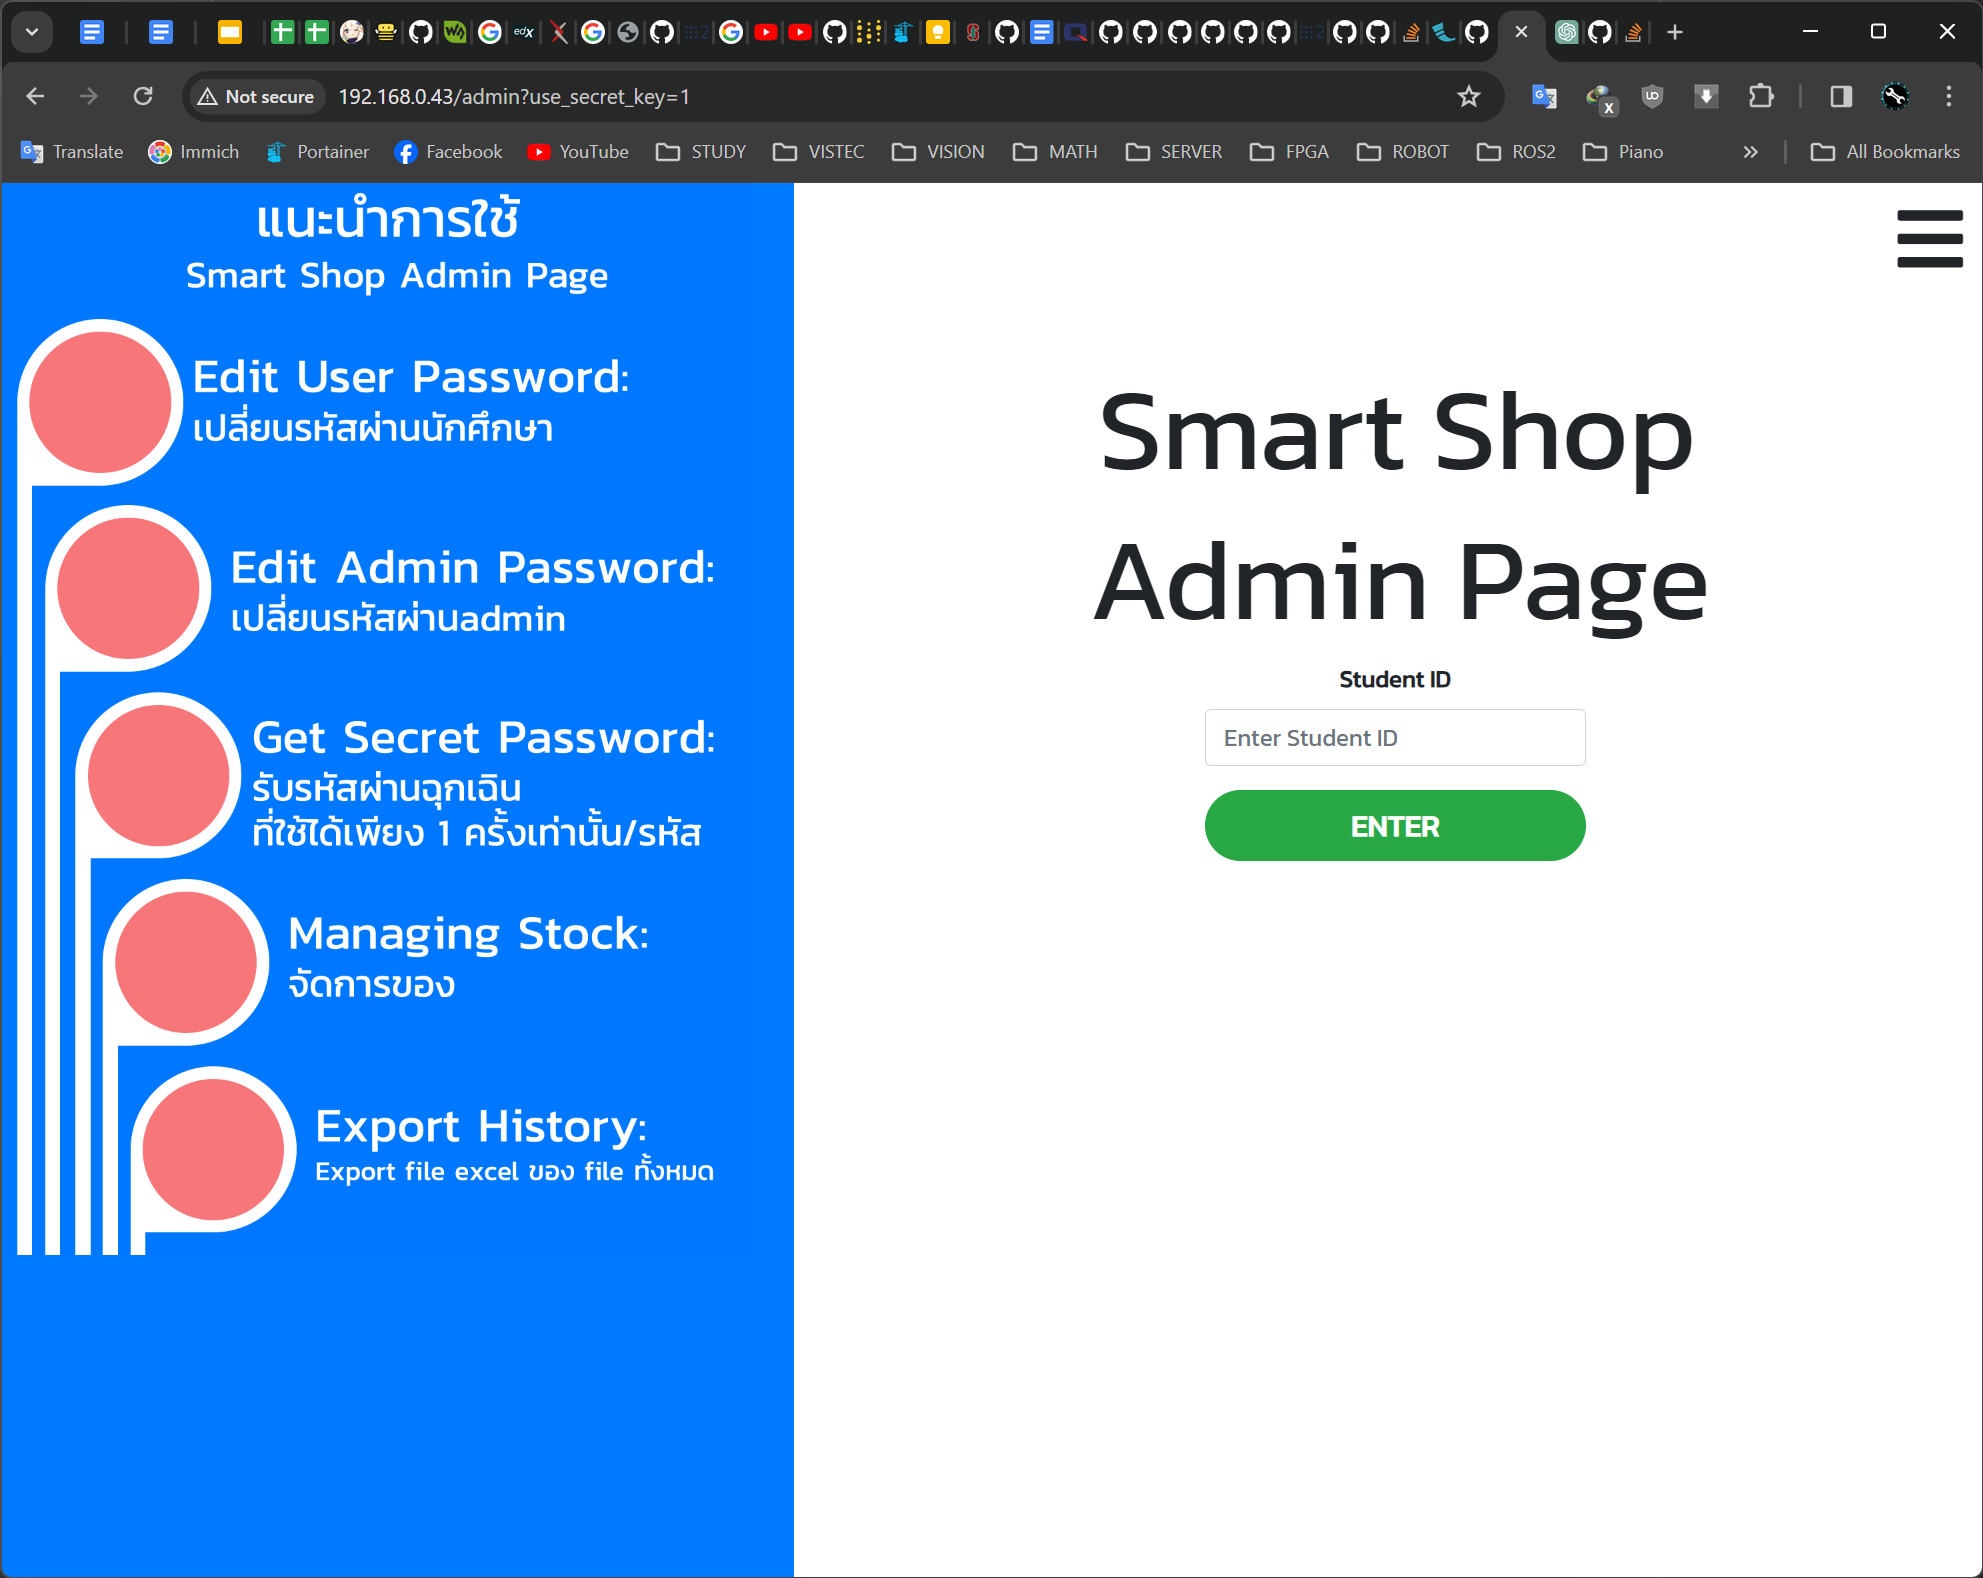 edX
Not secure
192.168.0.43/admin?use_secret_key=1
Translate
Immich
Portainer
Facebook
YouTube
STUDY
VISTEC
VISION
MATH
SERVER
FPGA
ROBOT
ROS2
Piano
All Bookmarks
แนะนำการใช้
Smart Shop Admin Page
Edit User Password:
เปลี่ยนรหัสผ่านนักศึกษา
Edit Admin Password:
เปลี่ยนรหัสผ่านadmin
Get Secret Password:
รับรหัสผ่านฉุกเฉิน
ที่ใช้ได้เพียง 1 ครั้งเท่านั้น/รหัส
Managing Stock:
จัดการของ
Export History:
Export file excel ของ file ทั้งหมด
Smart Shop
Admin Page
Student ID
Enter Student ID
ENTER